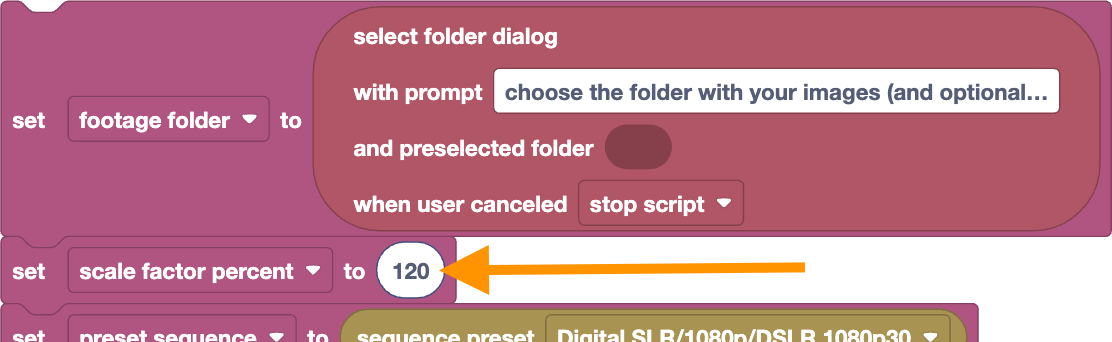 select folder dialog
with prompt choose the folder with your images (and optional...
set footage folder to
and preselected folder
when user canceled stop script
set scale factor percent to 120
set preset sequence to sequence preset Digital SLR/1080p/DSLR 1080p30